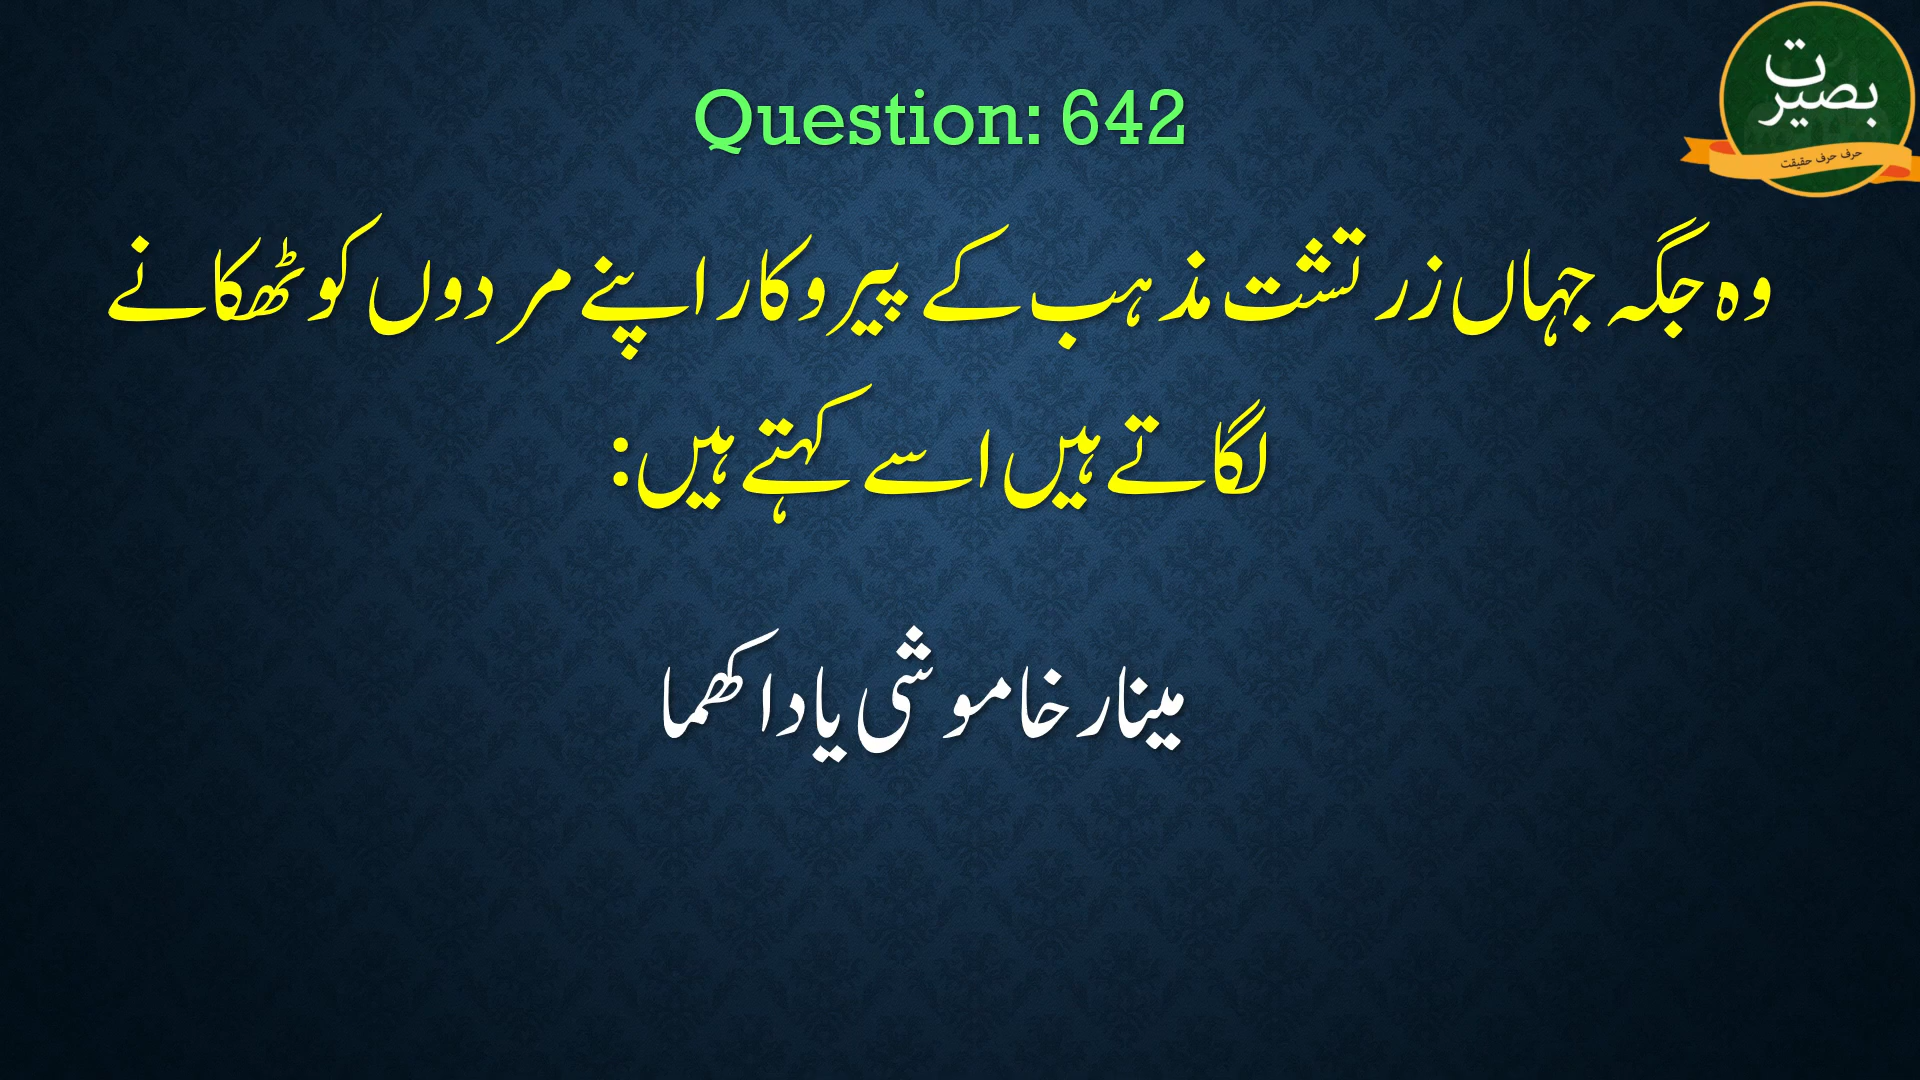 بصیرت
حرف حرف حقیقت
Question: 642
وہ جگہ جہاں زرتشت مذہب کے پیروکار اپنے مردوں کو ٹھکانے
لگاتے ہیں اسے کہتے ہیں:
مینار خاموشی یا داکھما